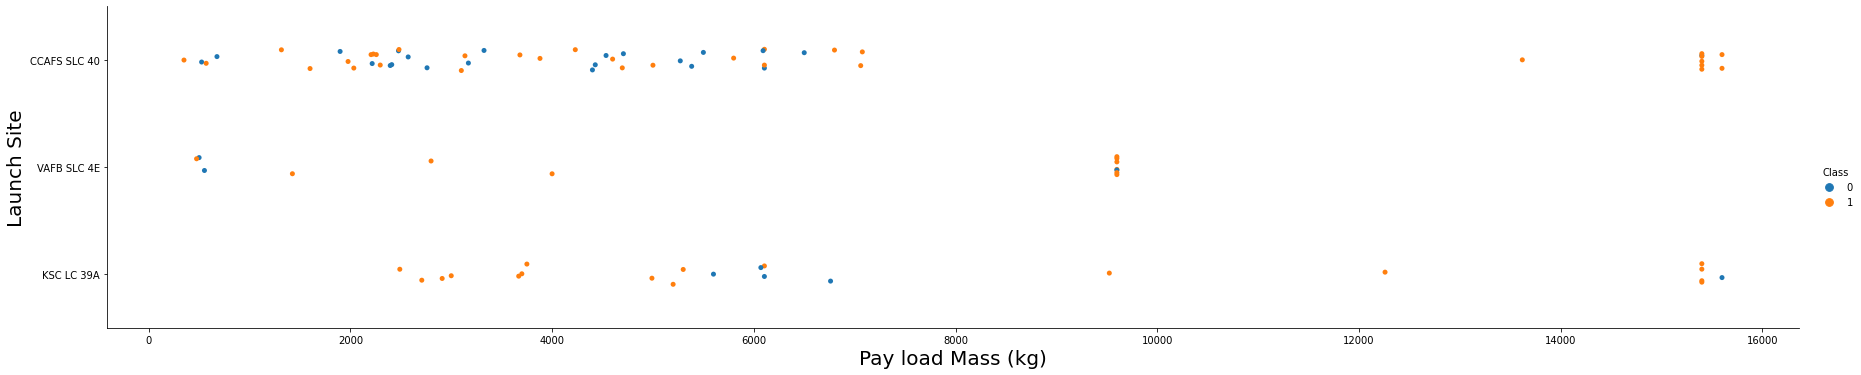 CCAFS SLC 40
VAFB SLC 4E
KSC LC 39A
Launch Site
0 2000 4000 6000 8000 10000 12000 14000 16000
Pay load Mass (kg)
Class
0
1